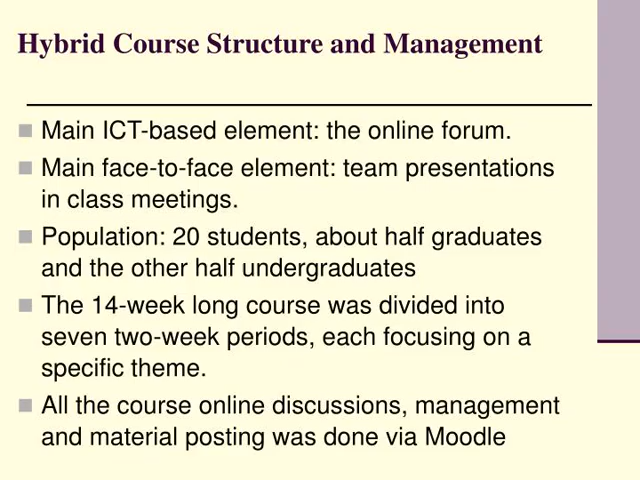 Hybrid Course Structure and Management
Main ICT-based element: the online forum.
Main face-to-face element: team presentations
in class meetings.
Population: 20 students, about half graduates
and the other half undergraduates
The 14-week long course was divided into
seven two-week periods, each focusing on a
specific theme.
All the course online discussions, management
and material posting was done via Moodle